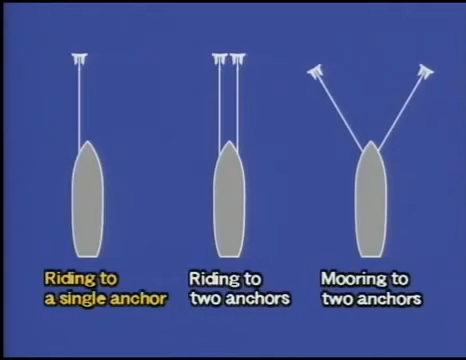 Riding to
a single anchor
Riding to
two anchors
Mooring to
two anchors